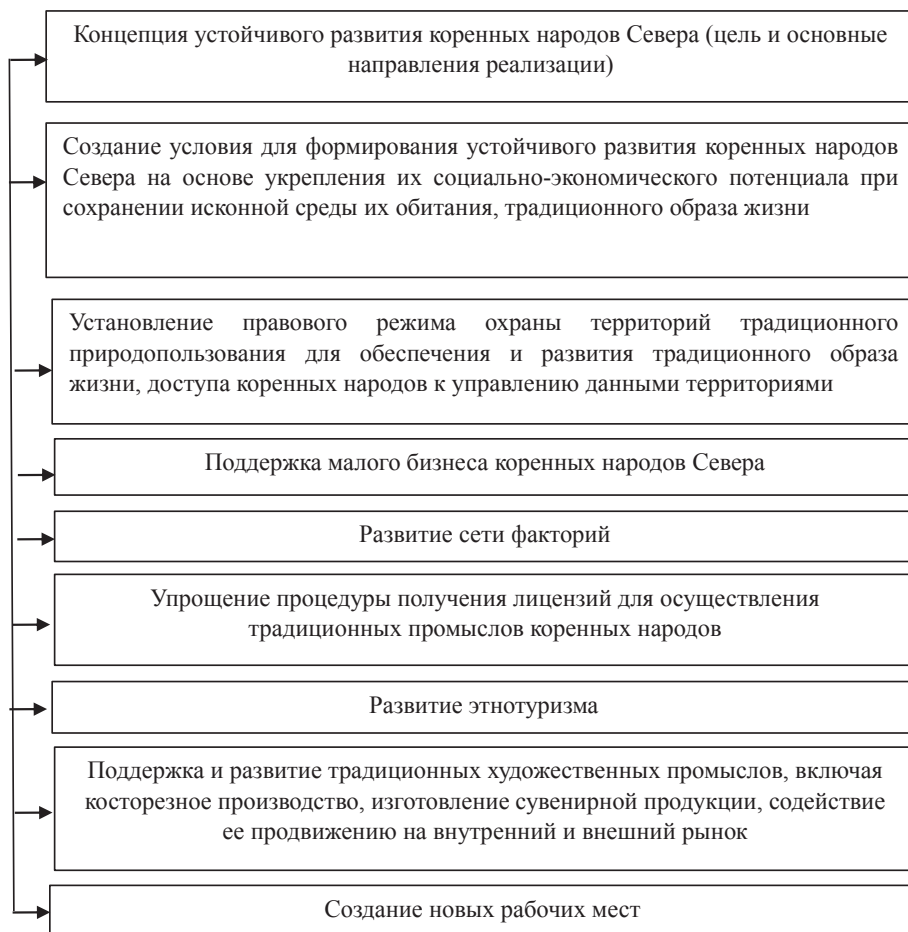 Концепция устойчивого развития коренных народов Севера (цель и основные
направления реализации)
Создание условия для формирования устойчивого развития коренных народов
Севера на основе укрепления их социально-экономического потенциала при
сохранении исконной среды их обитания, традиционного образа жизни
Установление правового режима охраны территорий традиционного
природопользования для обеспечения и развития традиционного образа
жизни, доступа коренных народов к управлению данными территориями
Поддержка малого бизнеса коренных народов Севера
Развитие сети факторий
Упрощение процедуры получения лицензий для осуществления
традиционных промыслов коренных народов
Развитие этнотуризма
Поддержка и развитие традиционных художественных промыслов, включая
косторезное производство, изготовление сувенирной продукции, содействие
ее продвижению на внутренний и внешний рынок
Создание новых рабочих мест